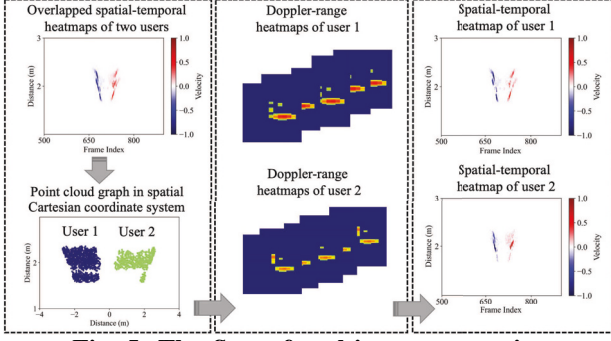 Overlapped spatial-temporal
heatmaps of two users
Distance (m)
3
2
1.0
0.5
0.0
−0.5
−1.0
Velocity
500
650
800
Frame Index
Point cloud graph in spatial
Cartesian coordinate system
User 1
User 2
Distance (m)
2
1
−4
−2
0
2
4
Distance (m)
Doppler-range
heatmaps of user 1
Doppler-range
heatmaps of user 2
Spatial-temporal
heatmap of user 1
Distance (m)
3
2
1.0
0.5
0.0
−0.5
−1.0
Velocity
500
650
800
Frame Index
Spatial-temporal
heatmap of user 2
Distance (m)
3
2
1.0
0.5
0.0
−0.5
−1.0
Velocity
500
650
800
Frame Index